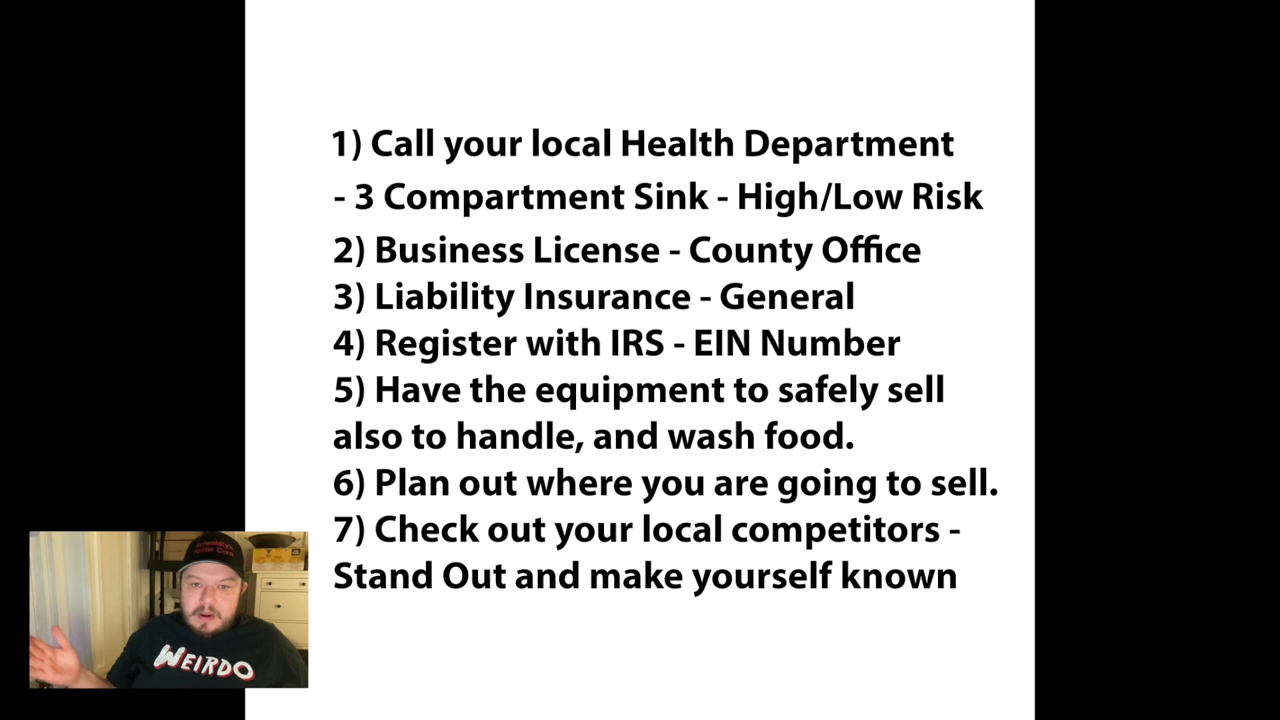 1) Call your local Health Department
- 3 Compartment Sink - High/Low Risk
2) Business License - County Office
3) Liability Insurance - General
4) Register with IRS - EIN Number
5) Have the equipment to safely sell
also to handle, and wash food.
6) Plan out where you are going to sell.
7) Check out your local competitors -
Stand Out and make yourself known
WEIRDO